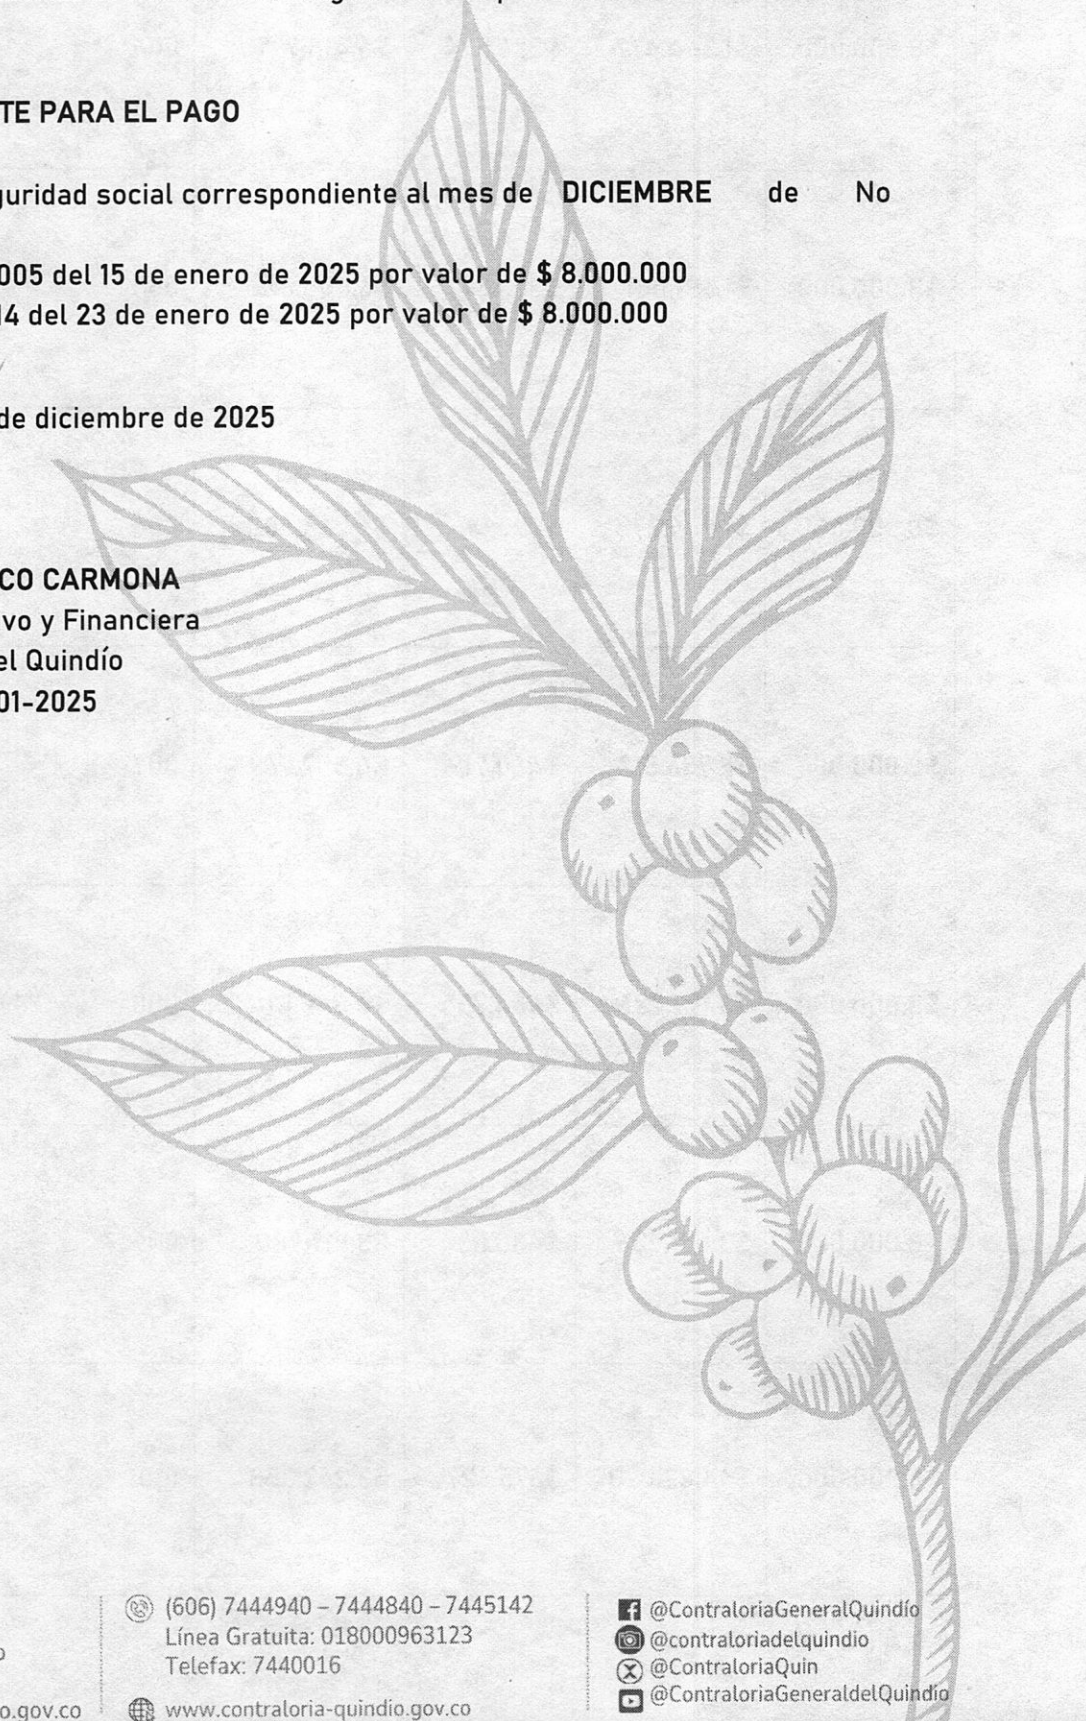 TE PARA EL PAGO
guridad social correspondiente al mes de DICIEMBRE de No
005 del 15 de enero de 2025 por valor de $ 8.000.000
14 del 23 de enero de 2025 por valor de $ 8.000.000
de diciembre de 2025
CO CARMONA
vo y Financiera
el Quindío
01-2025
(606) 7444940 – 7444840 – 7445142
Línea Gratuita: 018000963123
Telefax: 7440016
o.gov.co
www.contraloria-quindio.gov.co
@ContraloriaGeneralQuindío
@contraloriadelquindio
@ContraloriaQuin
@ContraloriaGeneraldelQuindío